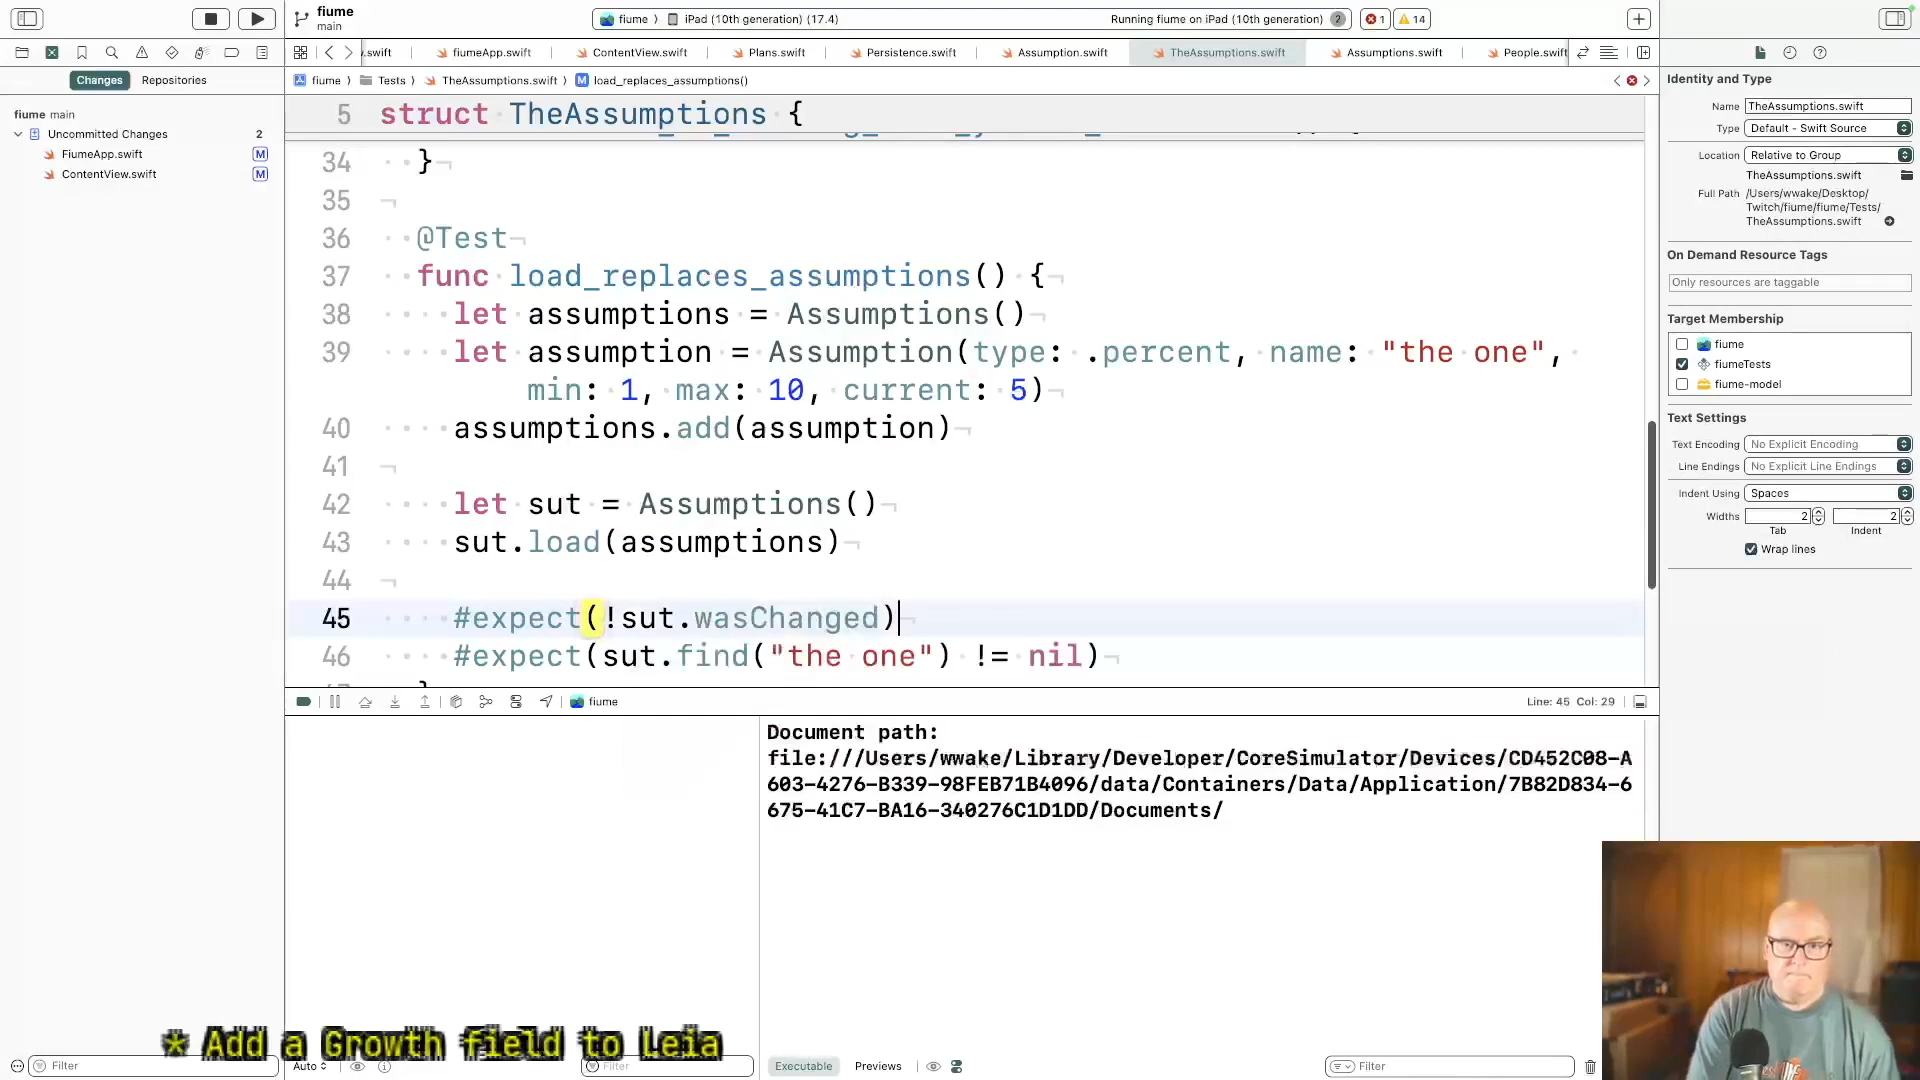 fiume
main
fiume
iPad (10th generation) (17.4)
Running fiume on iPad (10th generation)
2
1
14
.swift
fiumeApp.swift
ContentView.swift
Plans.swift
Persistence.swift
Assumption.swift
TheAssumptions.swift
Assumptions.swift
People.swift
Changes
Repositories
fiume
Tests
TheAssumptions.swift
M
load_replaces_assumptions()
fiume main
Uncommitted Changes
2
FiumeApp.swift
M
ContentView.swift
M
5 struct TheAssumptions {
34 }
35
36 @Test
37 func load_replaces_assumptions() {
38 let assumptions = Assumptions()
39 let assumption = Assumption(type: .percent, name: "the one",
min: 1, max: 10, current: 5)
40 assumptions.add(assumption)
41
42 let sut = Assumptions()
43 sut.load(assumptions)
44
45 #expect(!sut.wasChanged)
46 #expect(sut.find("the one") != nil)
fiume
Line: 45 Col: 29
Document path:
file:///Users/wwake/Library/Developer/CoreSimulator/Devices/CD452C08-A
603-4276-B339-98FEB71B4096/data/Containers/Data/Application/7B82D834-6
675-41C7-BA16-340276C1D1DD/Documents/
Identity and Type
Name
TheAssumptions.swift
Type
Default - Swift Source
Location
Relative to Group
TheAssumptions.swift
Full Path
/Users/wwake/Desktop/
Twitch/fiume/fiume/Tests/
TheAssumptions.swift
On Demand Resource Tags
Only resources are taggable
Target Membership
fiume
fiumeTests
fiume-model
Text Settings
Text Encoding
No Explicit Encoding
Line Endings
No Explicit Line Endings
Indent Using
Spaces
Widths
2
2
Tab
Indent
Wrap lines
* Add a Growth field to Leia
Filter
Auto
Filter
Executable
Previews
Filter